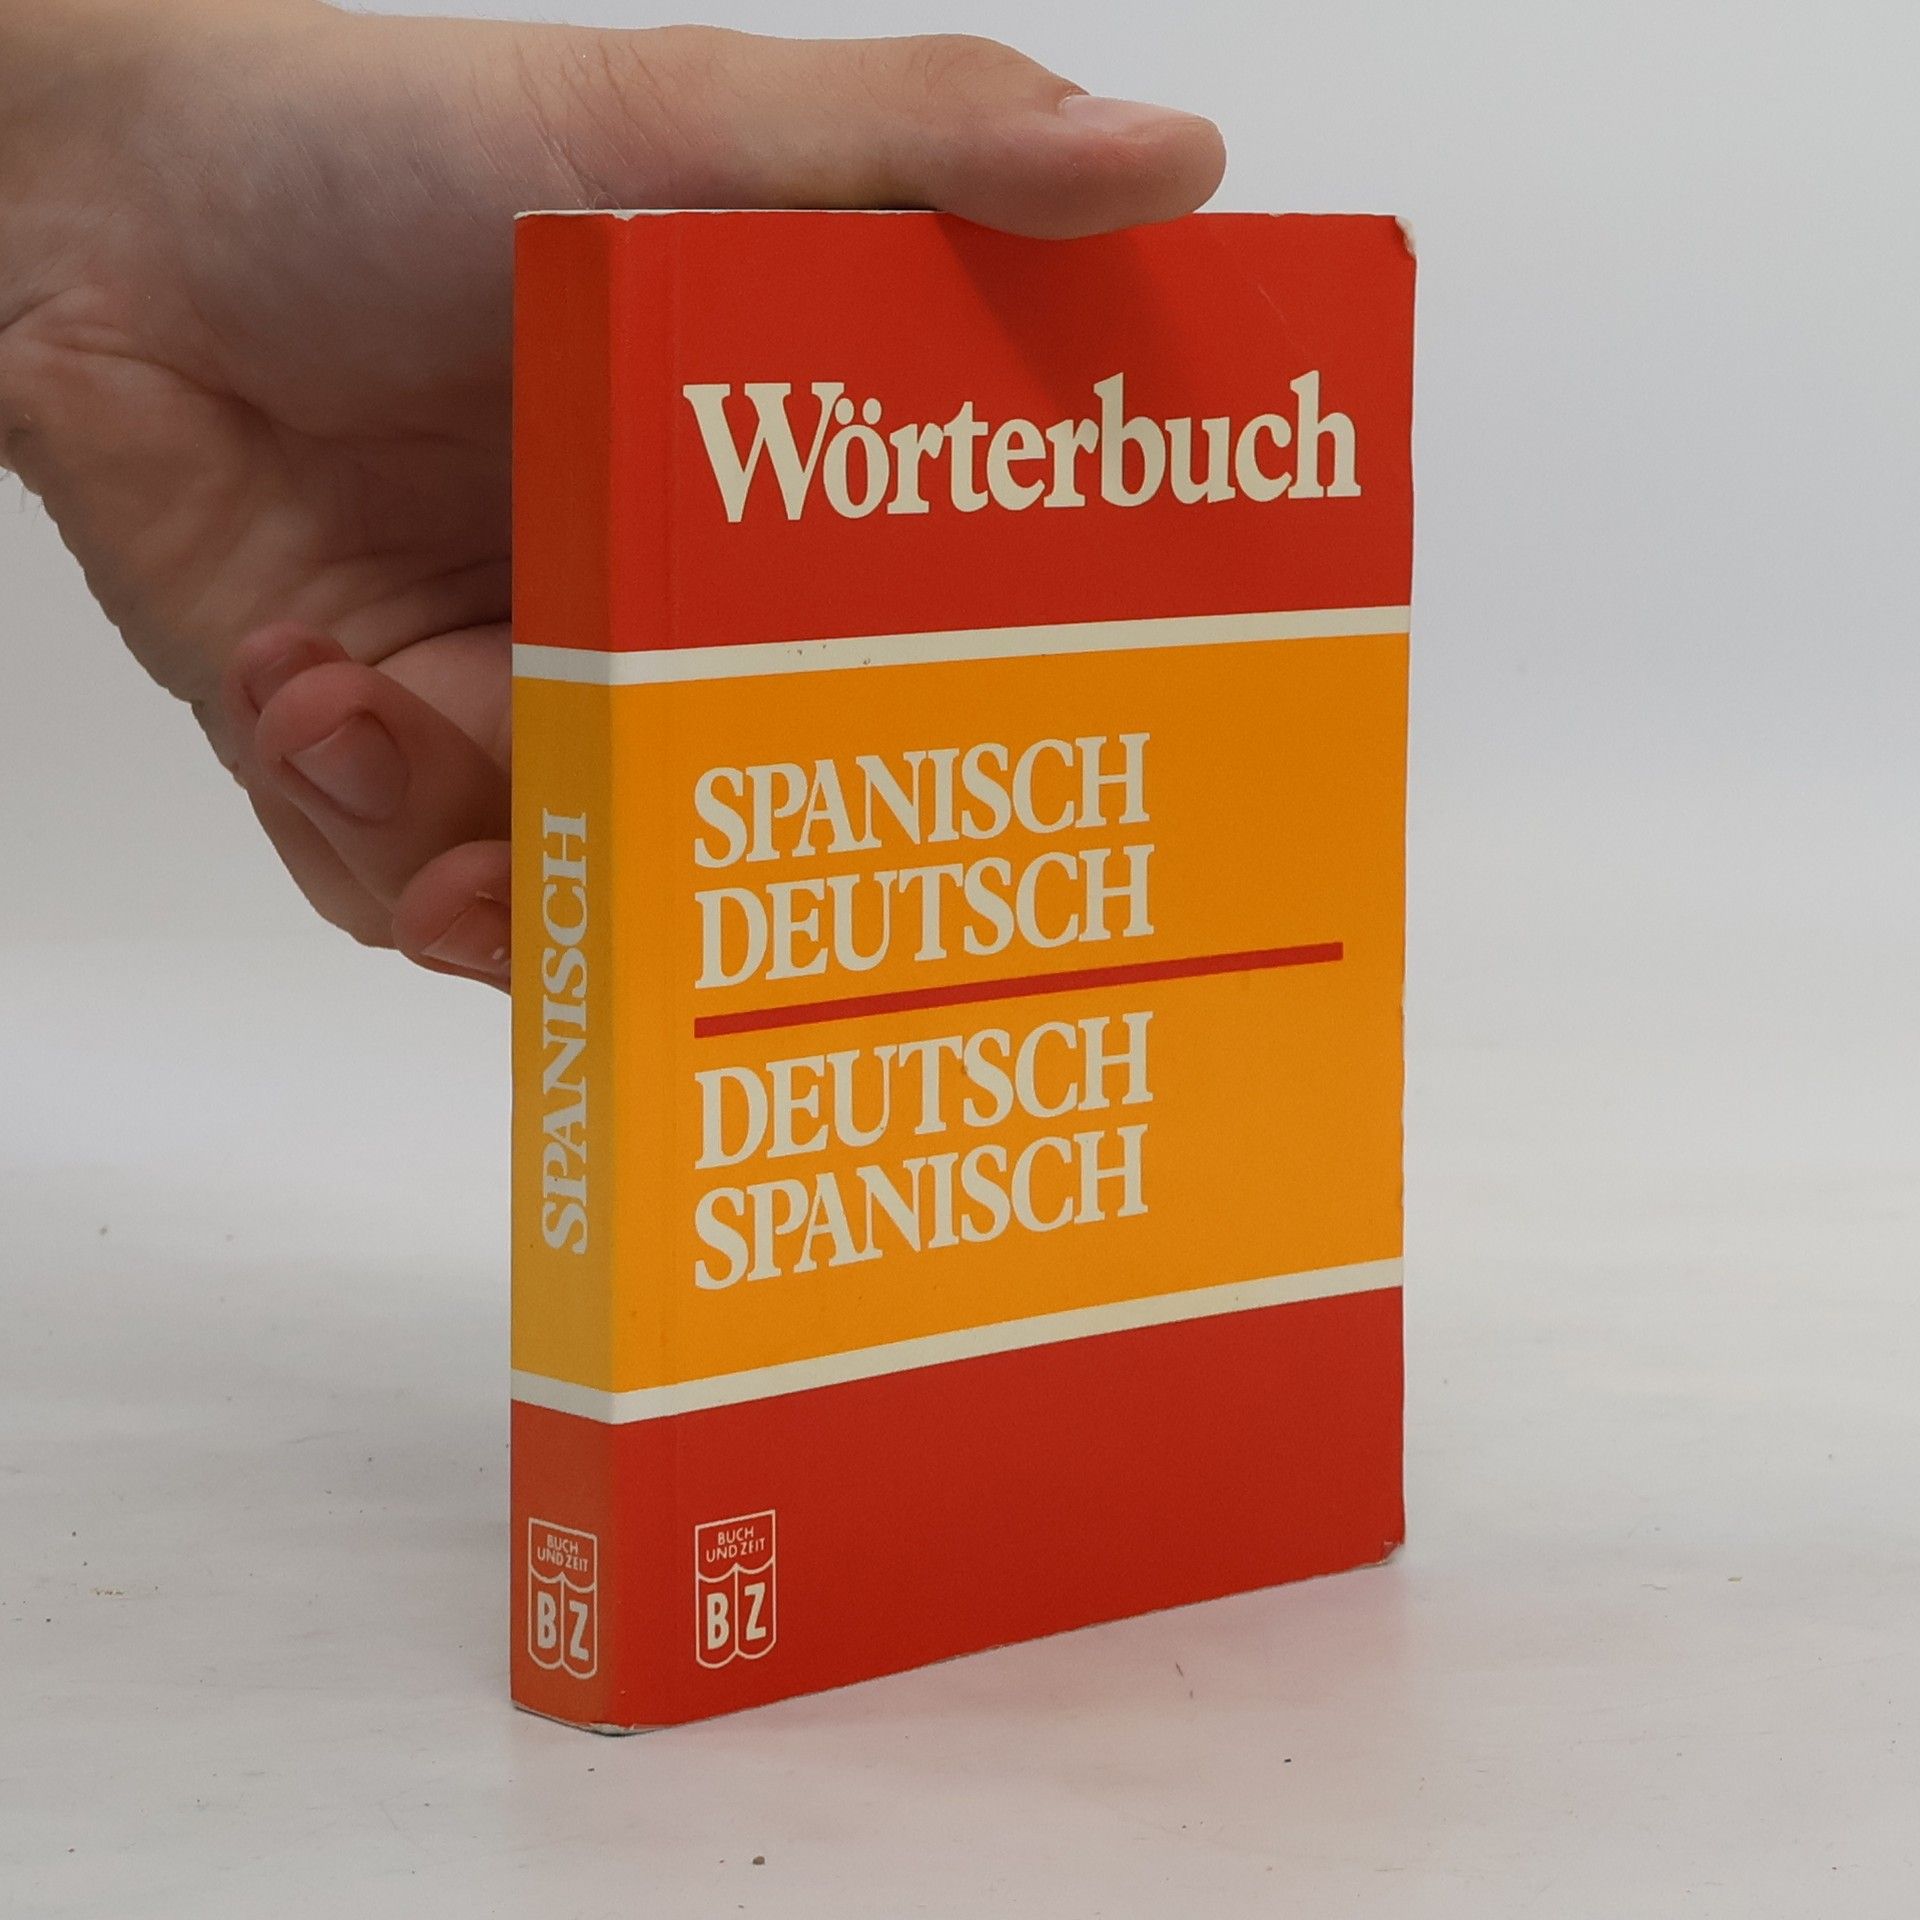 Wörterbuch
SPANISCH
DEUTSCH
DEUTSCH
SPANISCH
BUCH
UND ZEIT
B Z
SPANISCH
BUCH
UND ZEIT
B Z